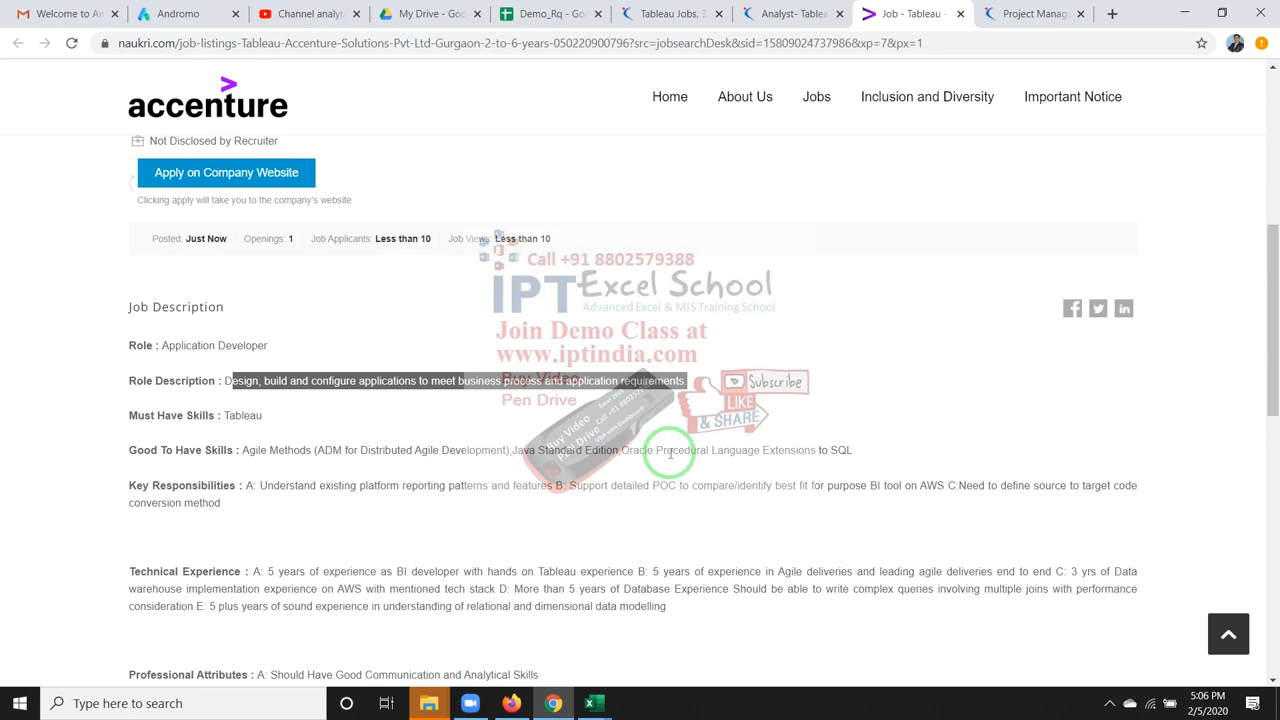 Welcome to An
Andromo
Channel analyt
My Drive - Goo
Demo_Rq - Goo
Tableau Jobs, 3
Analyst- Tablea
Job - Tableau -
Project Manag
naukri.com/job-listings-Tableau-Accenture-Solutions-Pvt-Ltd-Gurgaon-2-to-6-years-050220900796?src=jobsearchDesk&sid=15809024737986&xp=7&px=1
accenture
Home About Us Jobs Inclusion and Diversity Important Notice
Not Disclosed by Recruiter
Apply on Company Website
Clicking apply will take you to the company's website
Posted: Just Now Openings: 1 Job Applicants: Less than 10 Job Views: Less than 10
Call +91 8802579388
IPT Excel School
Advanced Excel & MIS Training School
Join Demo Class at
www.iptindia.com
Buy Video
Pen Drive
Subscribe
LIKE
& SHARE
Job Description
Role : Application Developer
Role Description : Design, build and configure applications to meet business process and application requirements.
Must Have Skills : Tableau
Good To Have Skills : Agile Methods (ADM for Distributed Agile Development),Java Standard Edition,Oracle Procedural Language Extensions to SQL
Key Responsibilities : A: Understand existing platform reporting patterns and features B: Support detailed POC to compare/identify best fit for purpose BI tool on AWS C:Need to define source to target code
conversion method
Technical Experience : A: 5 years of experience as BI developer with hands on Tableau experience B: 5 years of experience in Agile deliveries and leading agile deliveries end to end C: 3 yrs of Data
warehouse implementation experience on AWS with mentioned tech stack D: More than 5 years of Database Experience Should be able to write complex queries involving multiple joins with performance
consideration E: 5 plus years of sound experience in understanding of relational and dimensional data modelling
Professional Attributes : A: Should Have Good Communication and Analytical Skills
Type here to search
5:06 PM
2/5/2020